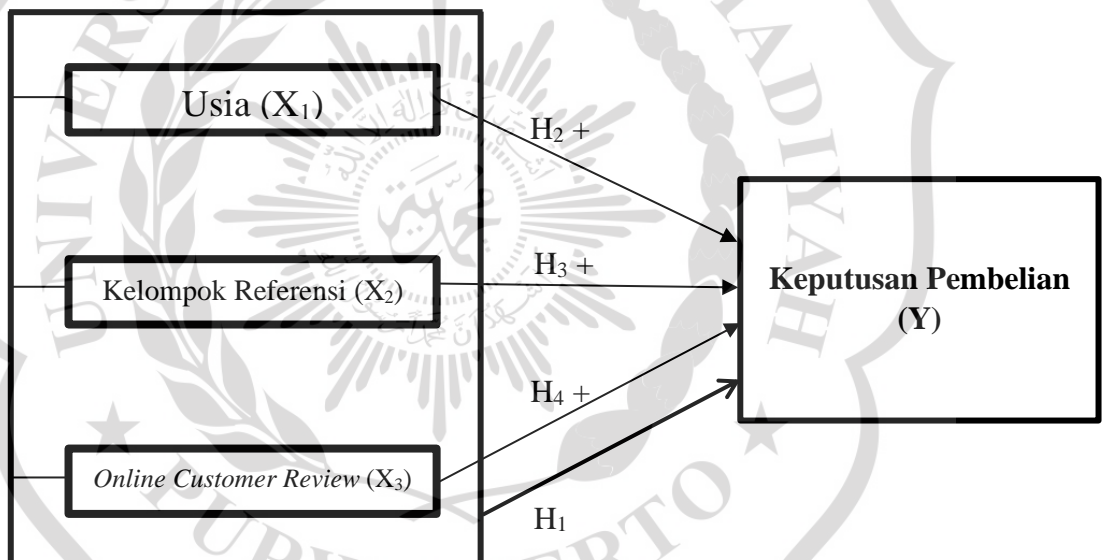 Usia (X₁)
H₂ +
Kelompok Referensi (X₂)
H₃ +
Keputusan Pembelian
(Y)
H₄ +
Online Customer Review (X₃)
H₁